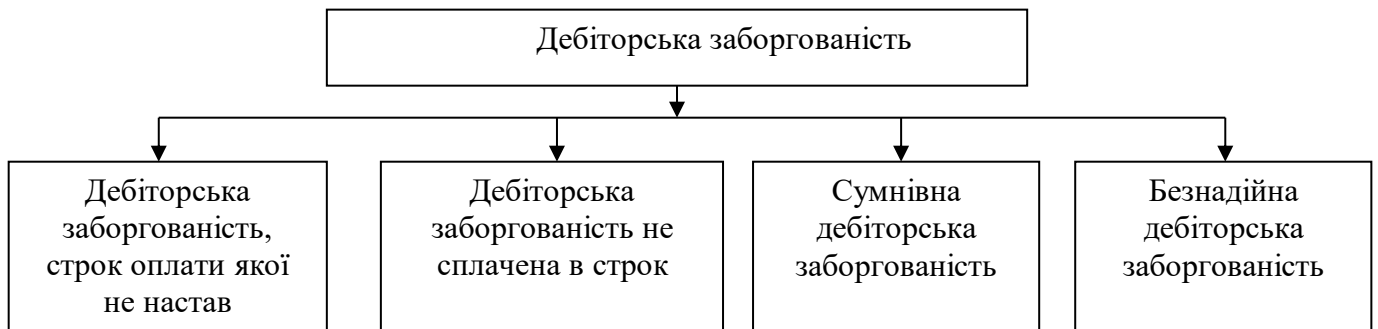 Дебіторська заборгованість
Дебіторська
заборгованість,
строк оплати якої
не настав
Дебіторська
заборгованість не
сплачена в строк
Сумнівна
дебіторська
заборгованість
Безнадійна
дебіторська
заборгованість